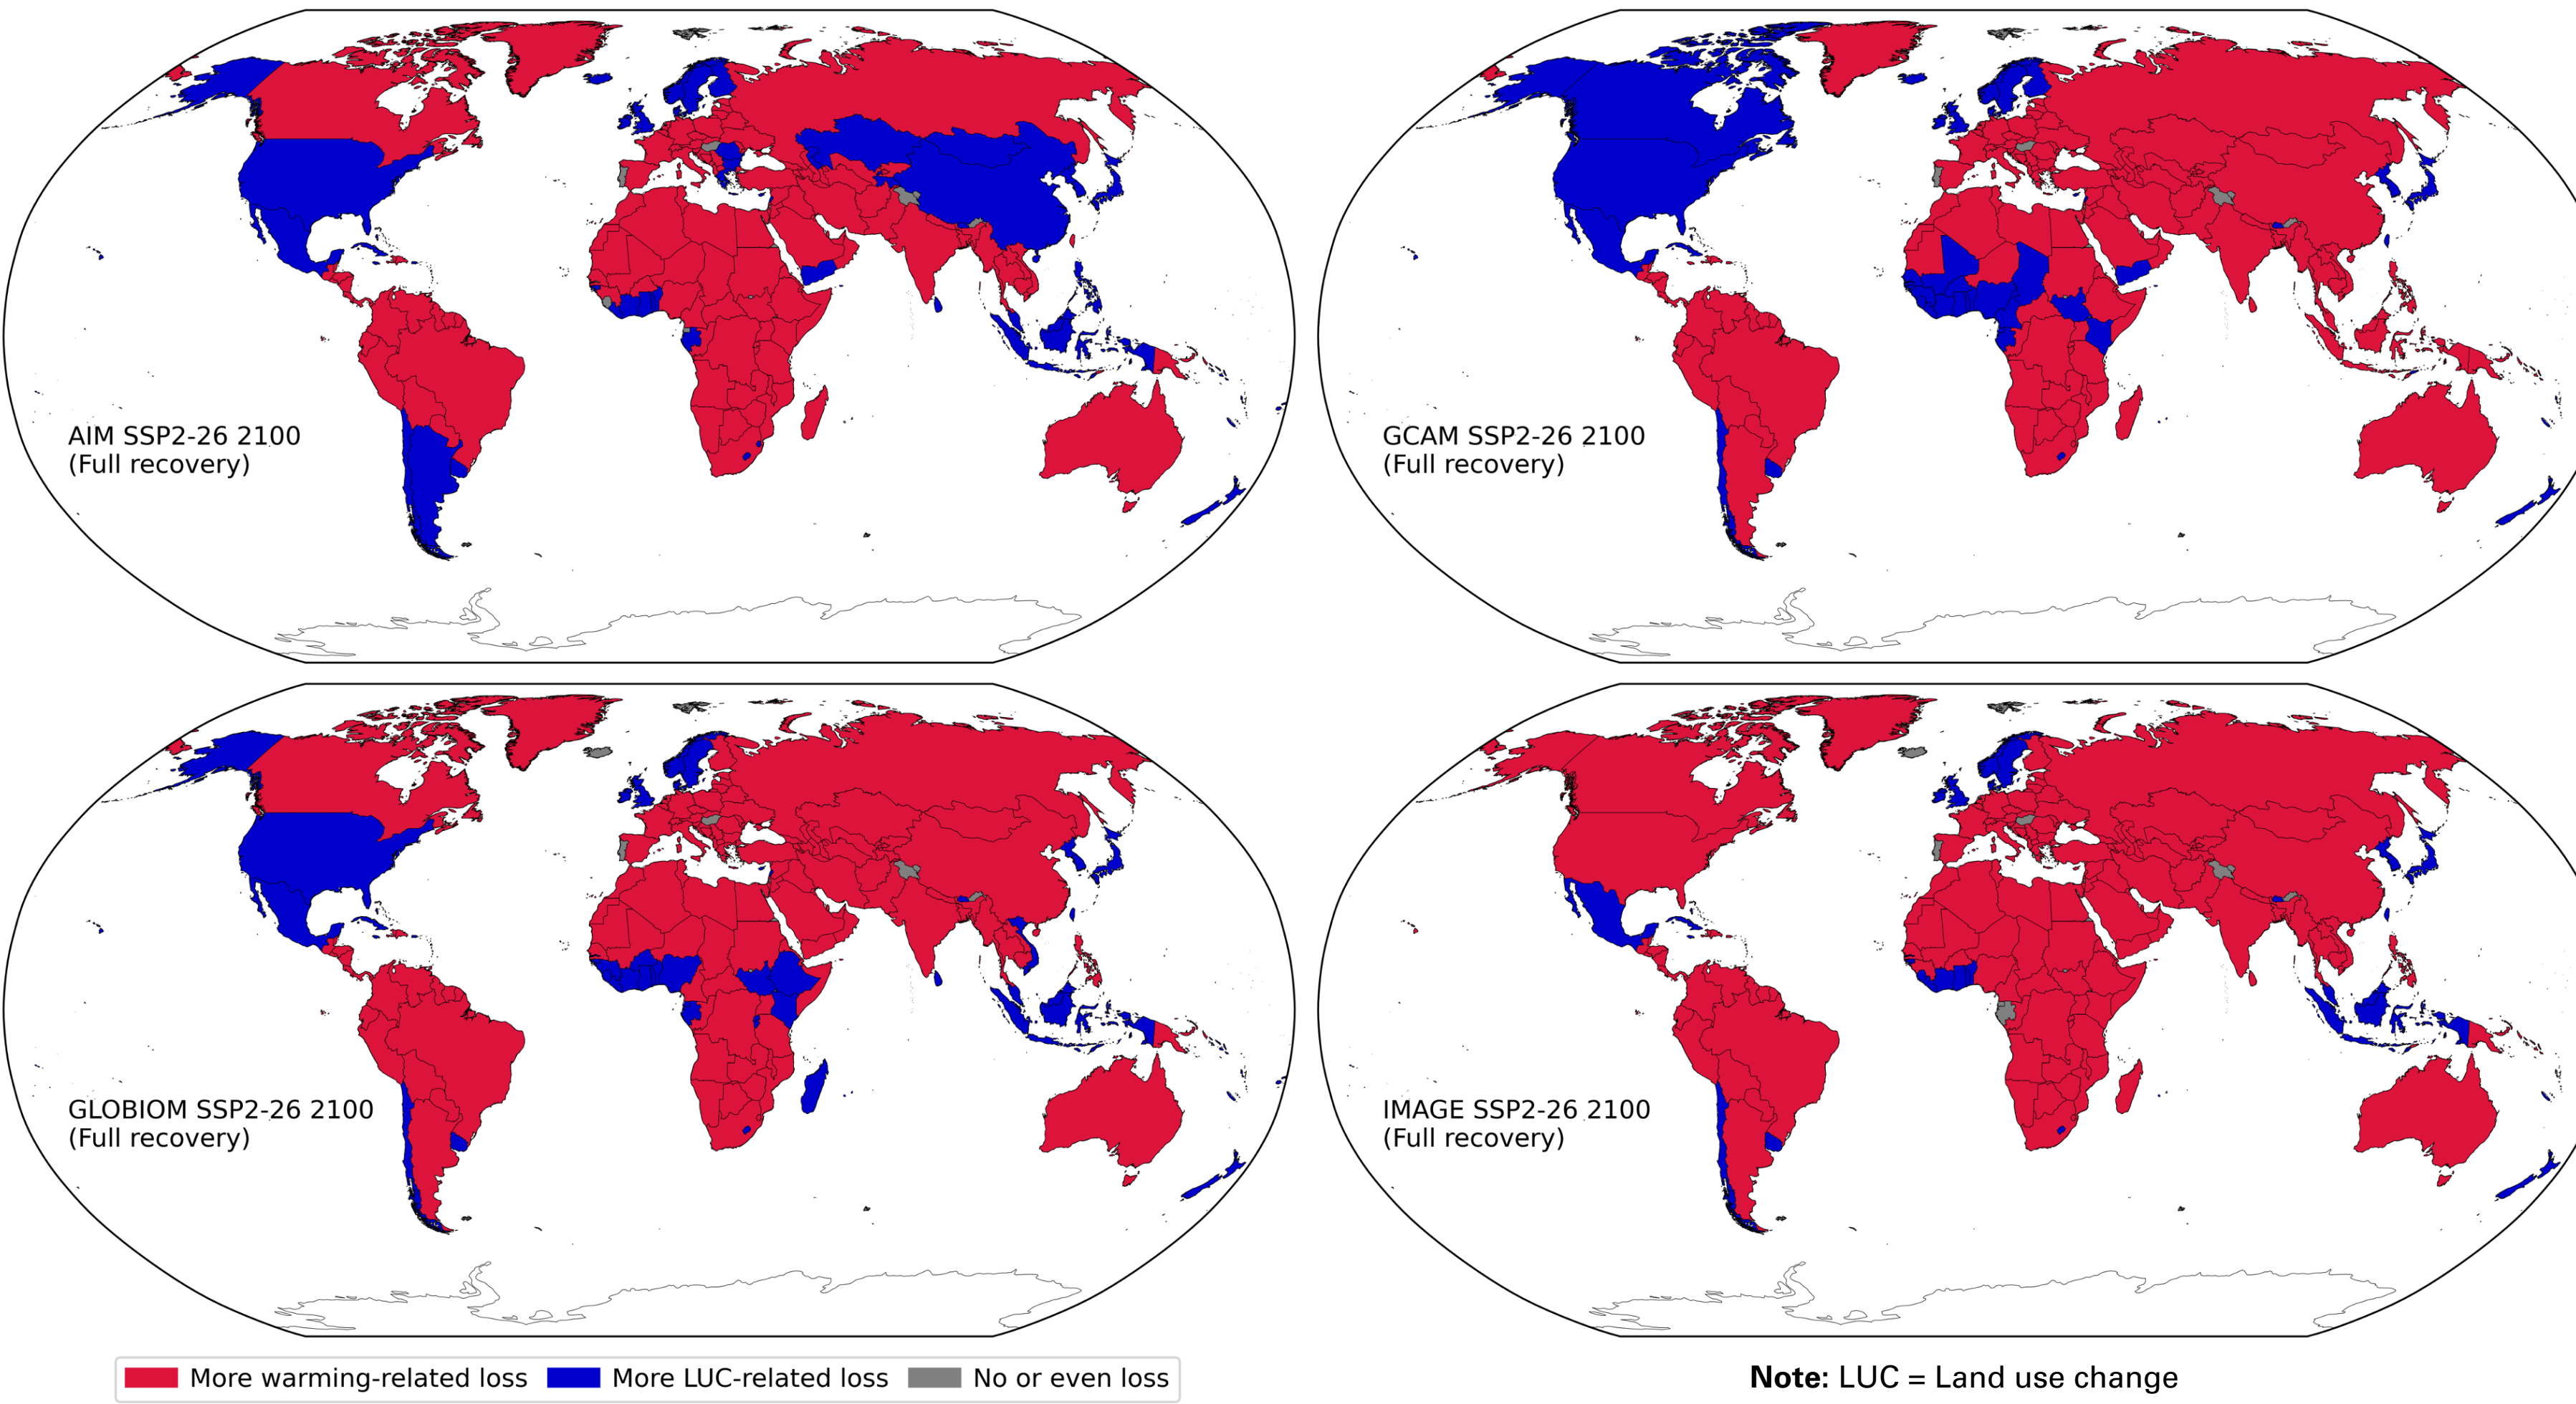 AIM SSP2-26 2100
(Full recovery)
GCAM SSP2-26 2100
(Full recovery)
GLOBIOM SSP2-26 2100
(Full recovery)
IMAGE SSP2-26 2100
(Full recovery)
More warming-related loss
More LUC-related loss
No or even loss
Note: LUC = Land use change